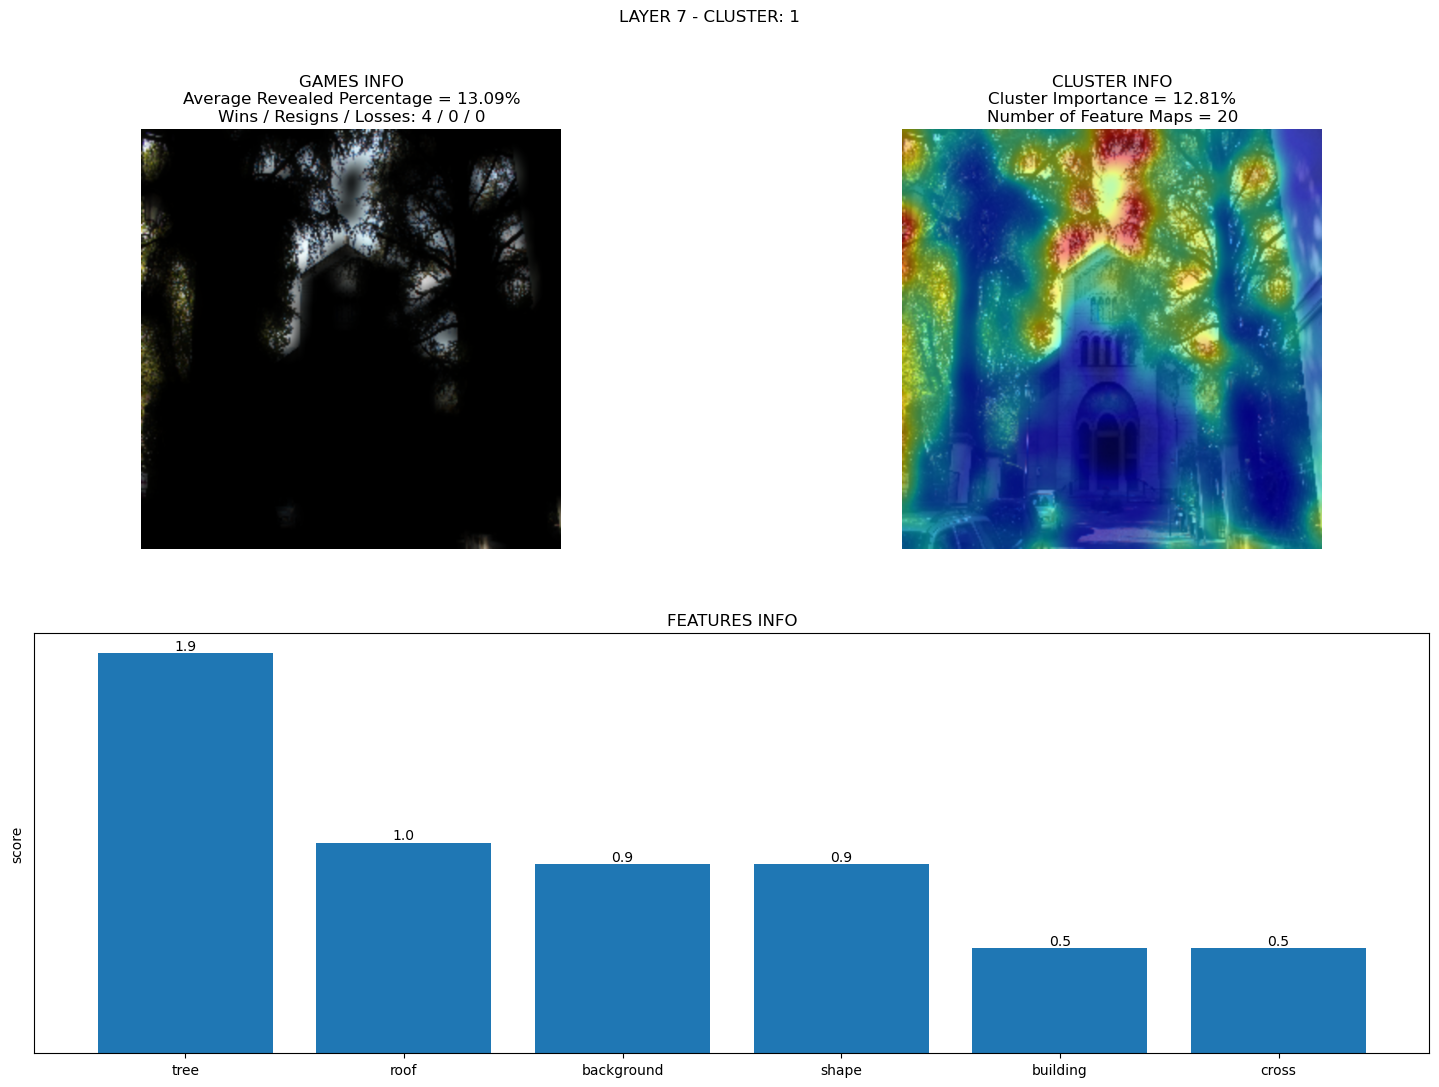 LAYER 7 - CLUSTER: 1
GAMES INFO
Average Revealed Percentage = 13.09%
Wins / Resigns / Losses: 4 / 0 / 0
CLUSTER INFO
Cluster Importance = 12.81%
Number of Feature Maps = 20
FEATURES INFO
score
1.9
1.0
0.9
0.9
0.5
0.5
tree
roof
background
shape
building
cross